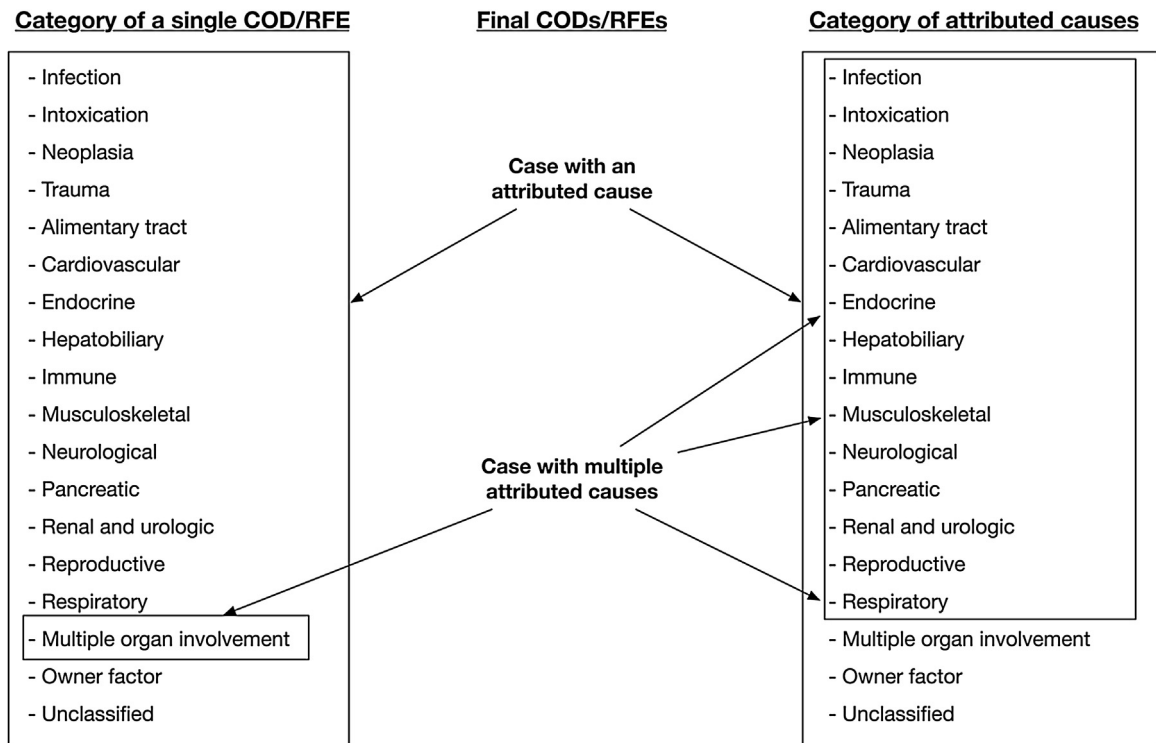 Category of a single COD/RFE
- Infection
- Intoxication
- Neoplasia
- Trauma
- Alimentary tract
- Cardiovascular
- Endocrine
- Hepatobiliary
- Immune
- Musculoskeletal
- Neurological
- Pancreatic
- Renal and urologic
- Reproductive
- Respiratory
- Multiple organ involvement
- Owner factor
- Unclassified
Final CODs/RFEs
Case with an
attributed cause
Case with multiple
attributed causes
Category of attributed causes
- Infection
- Intoxication
- Neoplasia
- Trauma
- Alimentary tract
- Cardiovascular
- Endocrine
- Hepatobiliary
- Immune
- Musculoskeletal
- Neurological
- Pancreatic
- Renal and urologic
- Reproductive
- Respiratory
- Multiple organ involvement
- Owner factor
- Unclassified